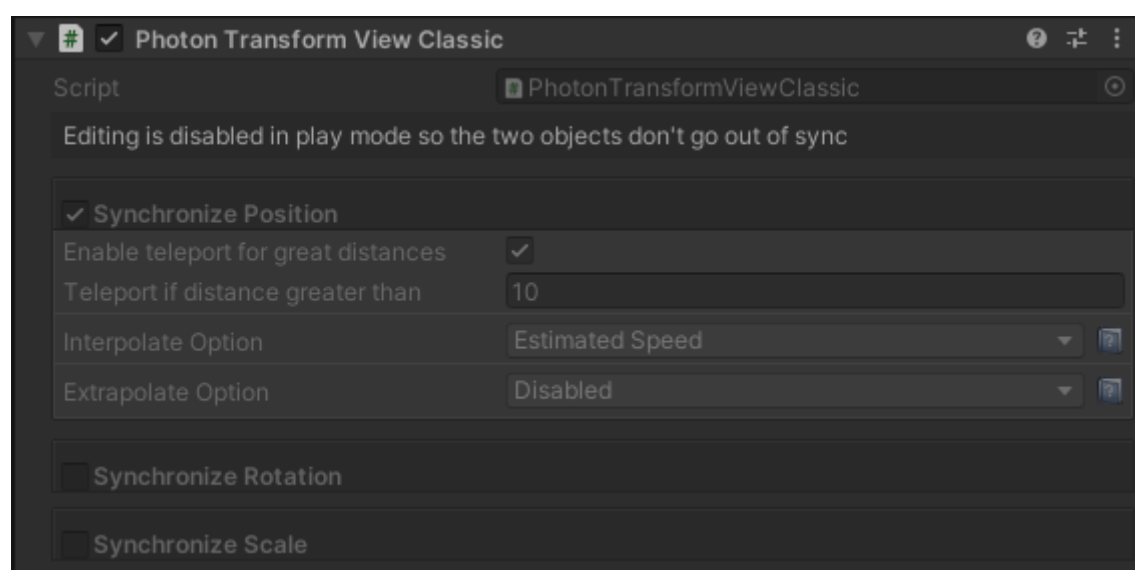 Photon Transform View Classic
Script PhotonTransformViewClassic
Editing is disabled in play mode so the two objects don't go out of sync
Synchronize Position
Enable teleport for great distances
Teleport if distance greater than 10
Interpolate Option Estimated Speed
Extrapolate Option Disabled
Synchronize Rotation
Synchronize Scale